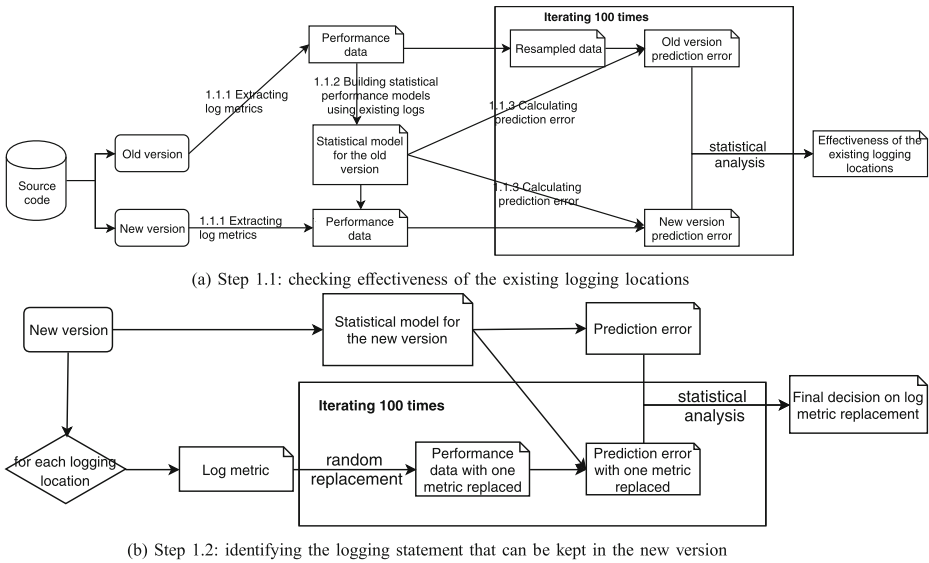 Iterating 100 times
Performance
data
Resampled data
Old version
prediction error
1.1.1 Extracting
log metrics
1.1.2 Building statistical
performance models
using existing logs
1.1.3 Calculating
prediction error
Source
code
Old version
Statistical model
for the old
version
statistical
analysis
Effectiveness of the
existing logging
locations
1.1.3 Calculating
prediction error
New version
1.1.1 Extracting
log metrics
Performance
data
New version
prediction error
(a) Step 1.1: checking effectiveness of the existing logging locations
New version
Statistical model for
the new version
Prediction error
Iterating 100 times
statistical
analysis
Final decision on log
metric replacement
for each logging
location
Log metric
random
replacement
Performance
data with one
metric replaced
Prediction error
with one metric
replaced
(b) Step 1.2: identifying the logging statement that can be kept in the new version